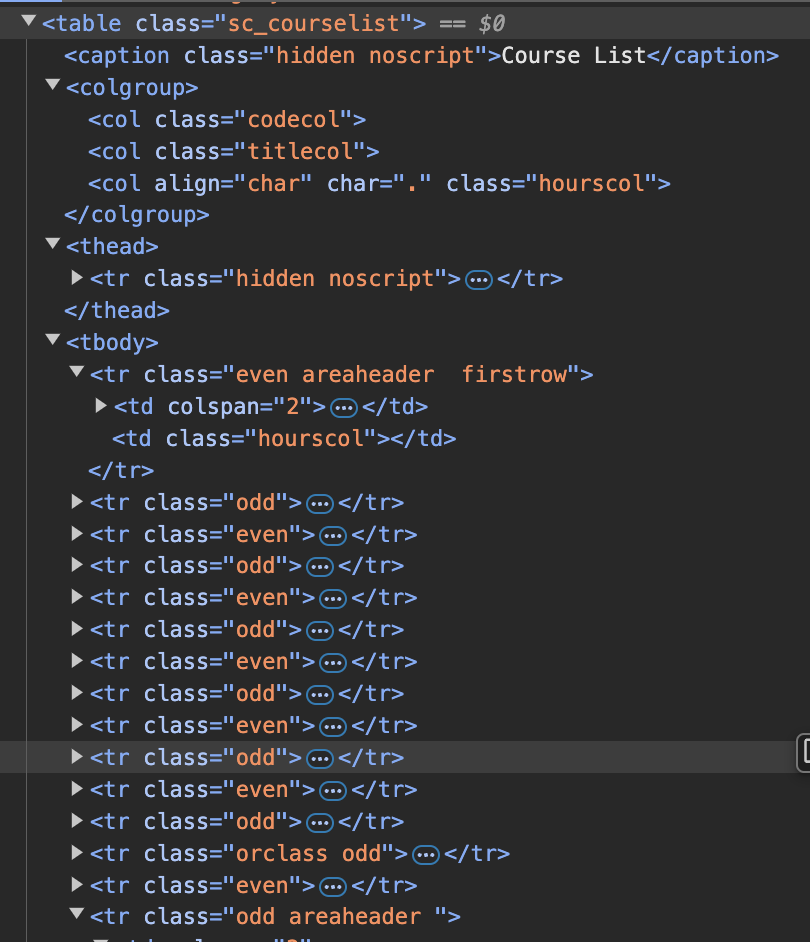 ▼<table class="sc_courselist"> == $0
<caption class="hidden noscript">Course List</caption>
▼<colgroup>
<col class="codecol">
<col class="titlecol">
<col align="char" char="." class="hourscol">
</colgroup>
▼<thead>
▶<tr class="hidden noscript">…</tr>
</thead>
▼<tbody>
▼<tr class="even areaheader  firstrow">
▶<td colspan="2">…</td>
<td class="hourscol"></td>
</tr>
▶<tr class="odd">…</tr>
▶<tr class="even">…</tr>
▶<tr class="odd">…</tr>
▶<tr class="even">…</tr>
▶<tr class="odd">…</tr>
▶<tr class="even">…</tr>
▶<tr class="odd">…</tr>
▶<tr class="even">…</tr>
▶<tr class="odd">…</tr>
▶<tr class="even">…</tr>
▶<tr class="odd">…</tr>
▶<tr class="orclass odd">…</tr>
▶<tr class="even">…</tr>
▼<tr class="odd areaheader ">